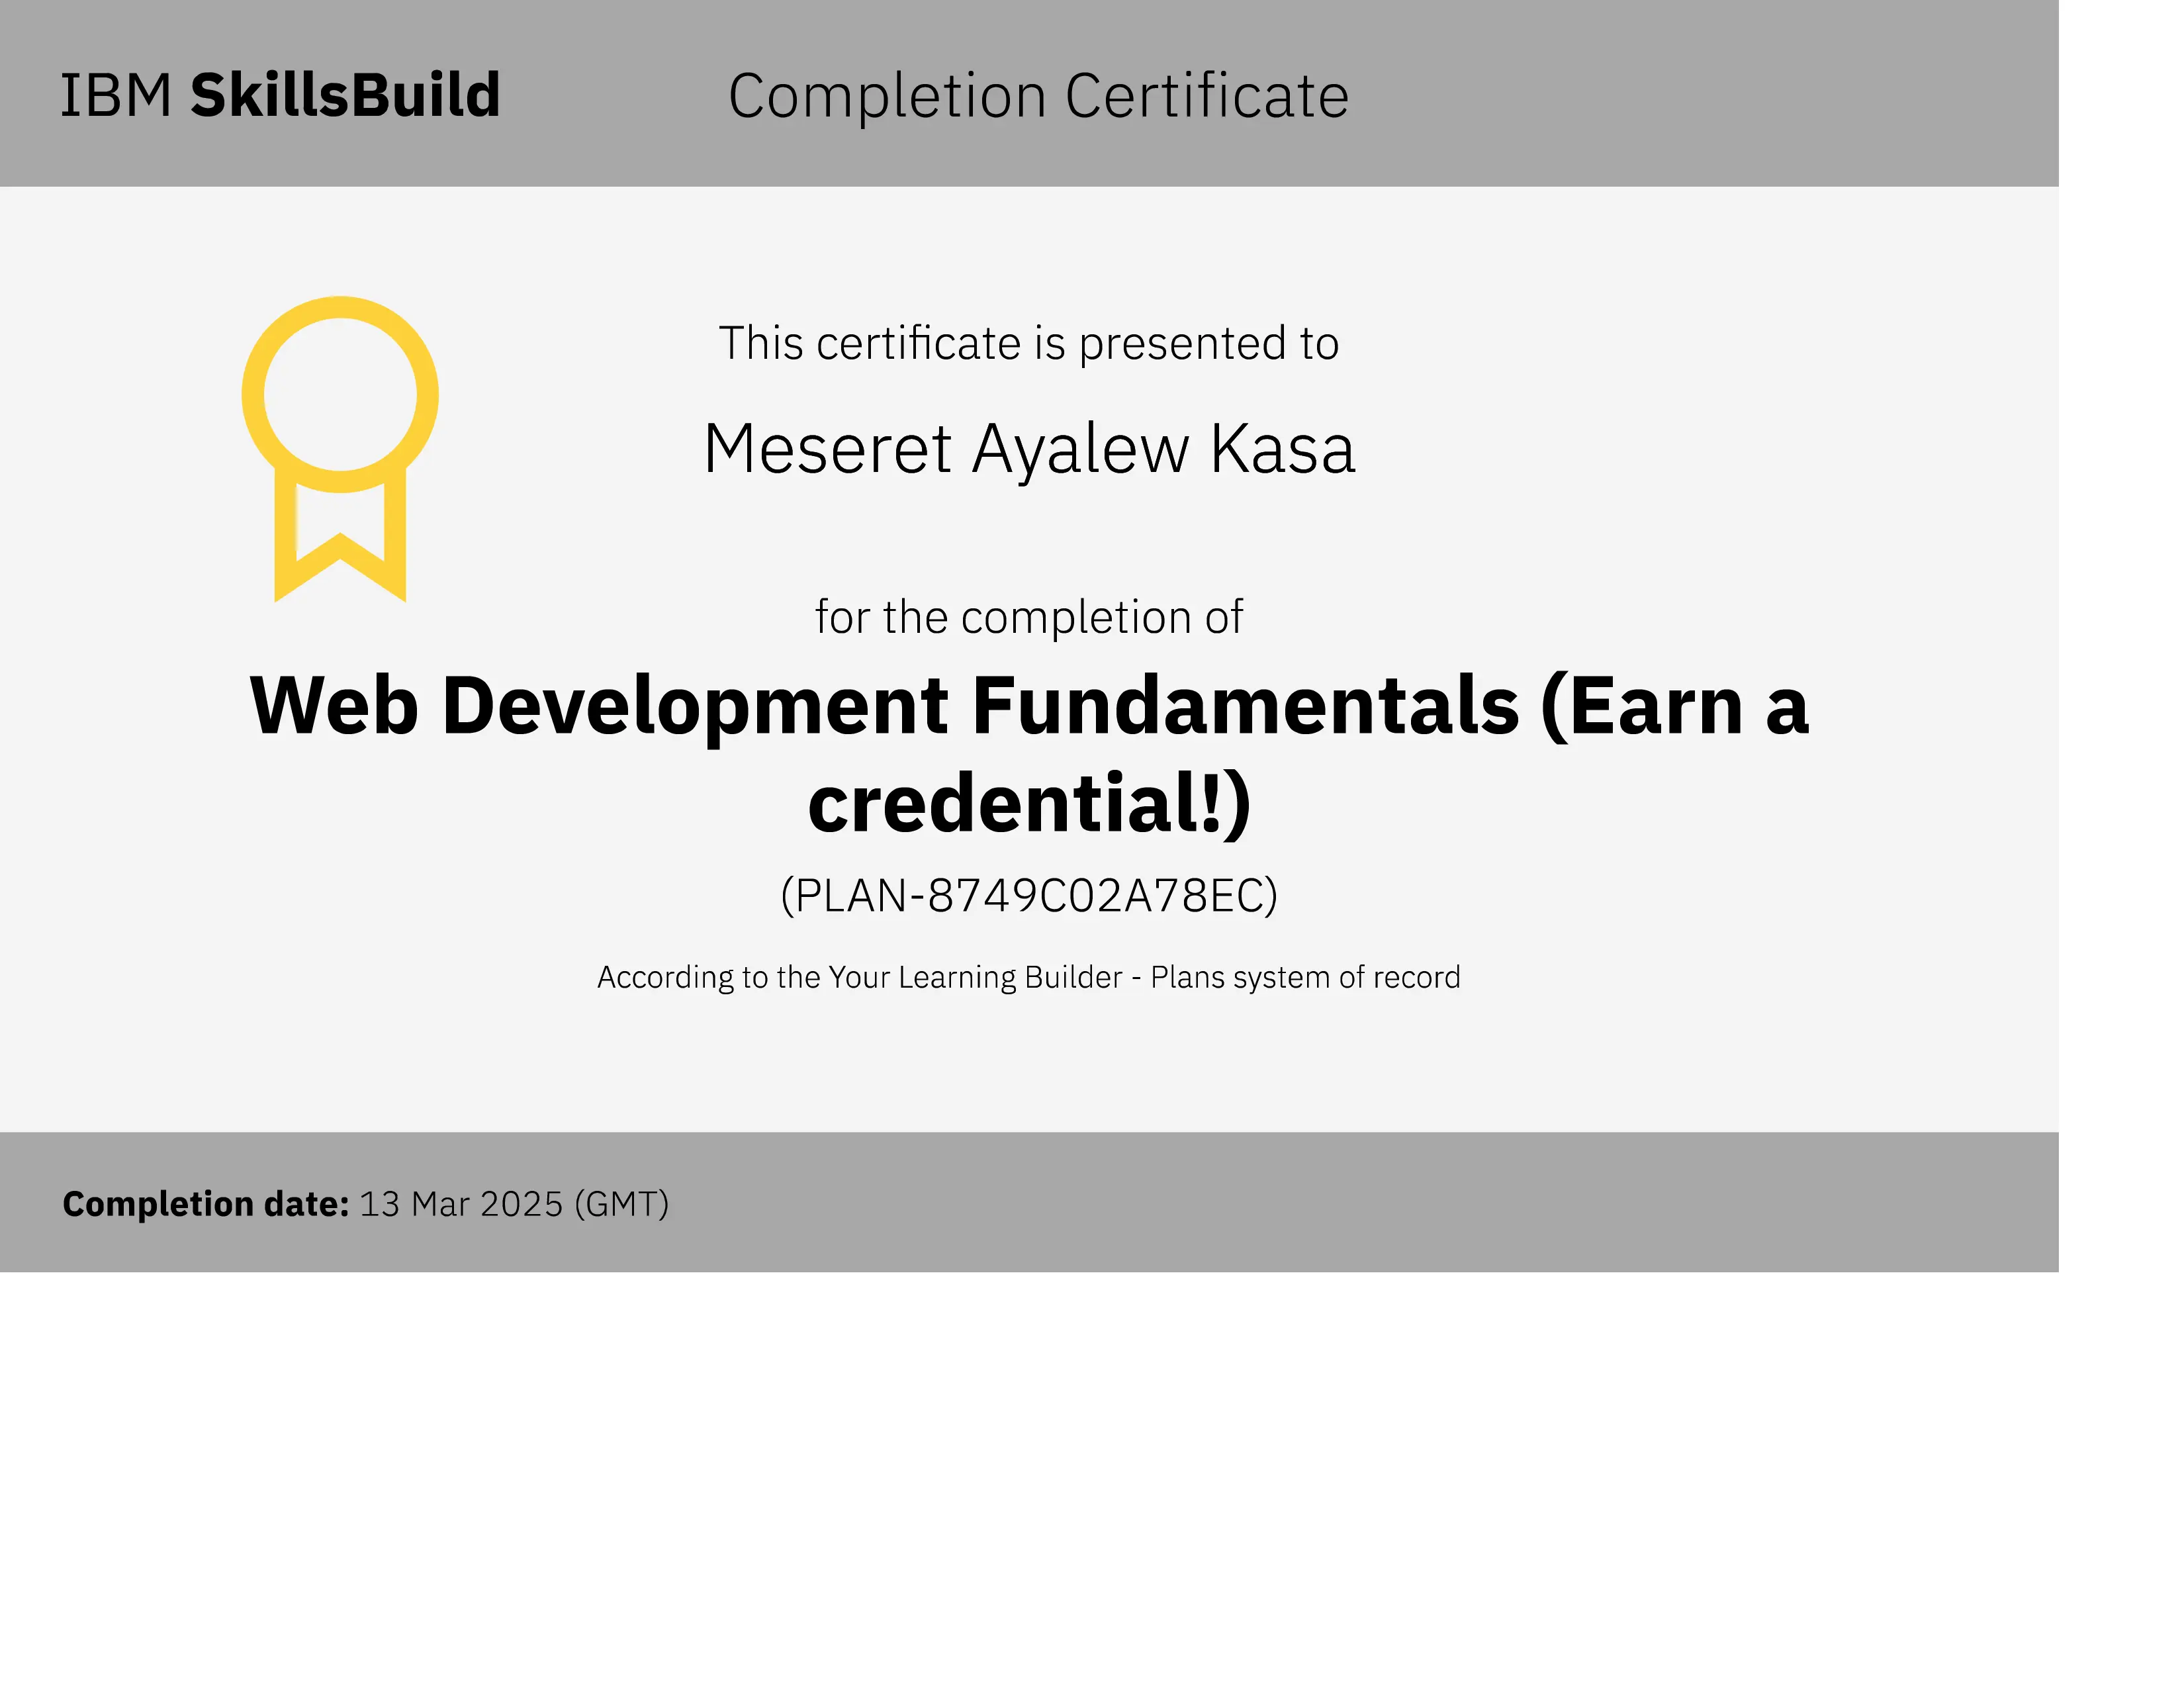 IBM SkillsBuild
Completion Certificate
This certificate is presented to
Meseret Ayalew Kasa
for the completion of
Web Development Fundamentals (Earn a
credential!)
(PLAN-8749C02A78EC)
According to the Your Learning Builder - Plans system of record
Completion date: 13 Mar 2025 (GMT)